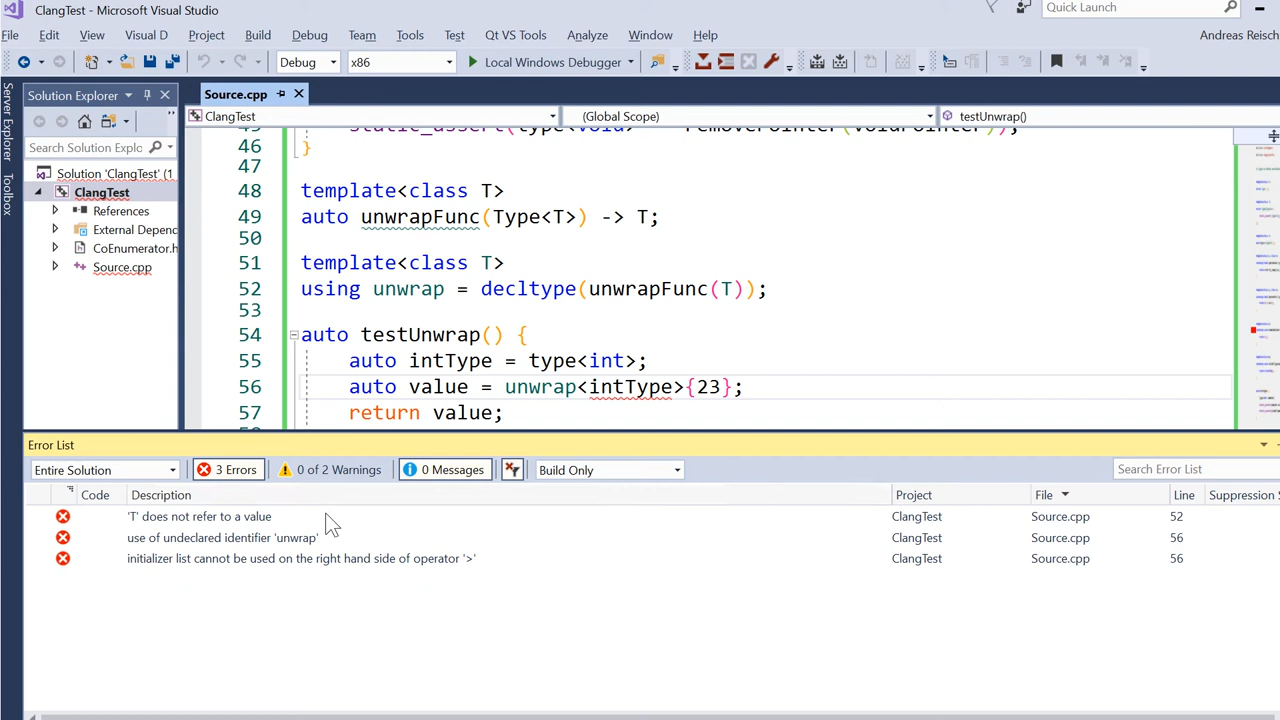 ClangTest - Microsoft Visual Studio
Quick Launch
File Edit View Visual D Project Build Debug Team Tools Test Qt VS Tools Analyze Window Help
Andreas Reisch
Debug x86 Local Windows Debugger
Server Explorer
Toolbox
Solution Explorer
Search Solution Explo
Solution 'ClangTest' (1
ClangTest
References
External Depenc
CoEnumerator.h
Source.cpp
Source.cpp
ClangTest (Global Scope) testUnwrap()
46 }
47
48 template<class T>
49 auto unwrapFunc(Type<T>) -> T;
50
51 template<class T>
52 using unwrap = decltype(unwrapFunc(T));
53
54 auto testUnwrap() {
55 auto intType = type<int>;
56 auto value = unwrap<intType>{23};
57 return value;
Error List
Entire Solution 3 Errors 0 of 2 Warnings 0 Messages Build Only Search Error List
Code Description Project File Line Suppression S
'T' does not refer to a value ClangTest Source.cpp 52
use of undeclared identifier 'unwrap' ClangTest Source.cpp 56
initializer list cannot be used on the right hand side of operator '>' ClangTest Source.cpp 56